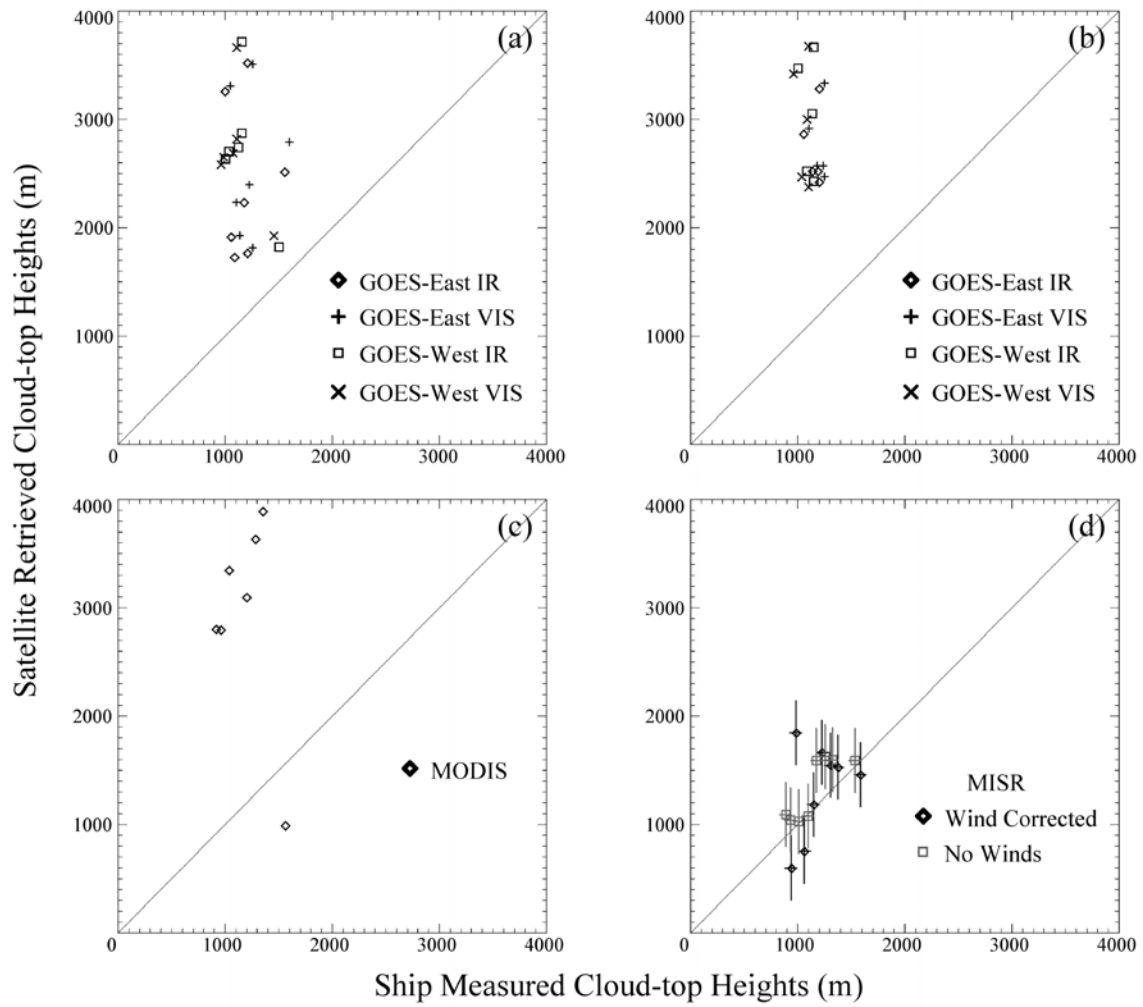 Satellite Retrieved Cloud-top Heights (m)
4000
3000
2000
1000
0
1000
2000
3000
4000
(a)
GOES-East IR
GOES-East VIS
GOES-West IR
GOES-West VIS
4000
3000
2000
1000
0
1000
2000
3000
4000
(b)
GOES-East IR
GOES-East VIS
GOES-West IR
GOES-West VIS
4000
3000
2000
1000
0
1000
2000
3000
4000
(c)
MODIS
4000
3000
2000
1000
0
1000
2000
3000
4000
(d)
MISR
Wind Corrected
No Winds
Ship Measured Cloud-top Heights (m)